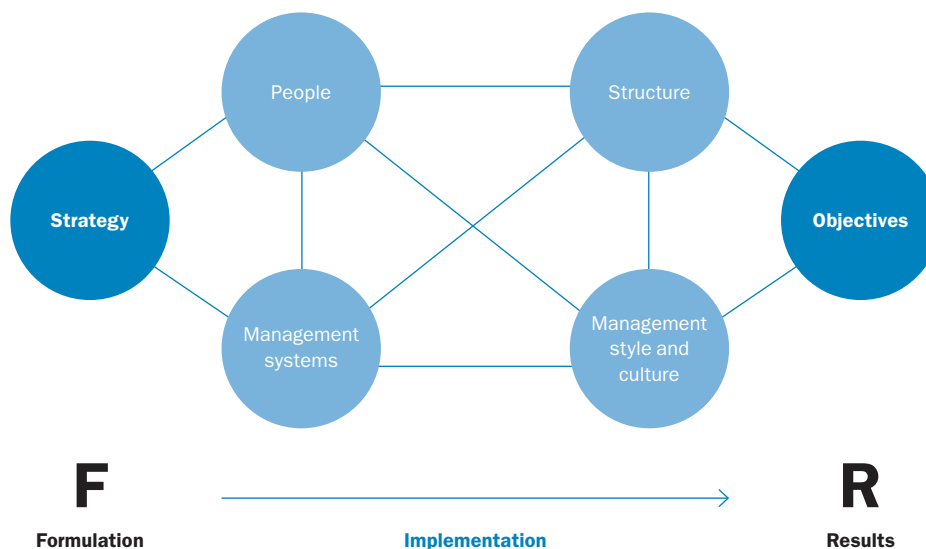 People
Structure
Strategy
Objectives
Management
systems
Management
style and
culture
F
R
Formulation
Implementation
Results